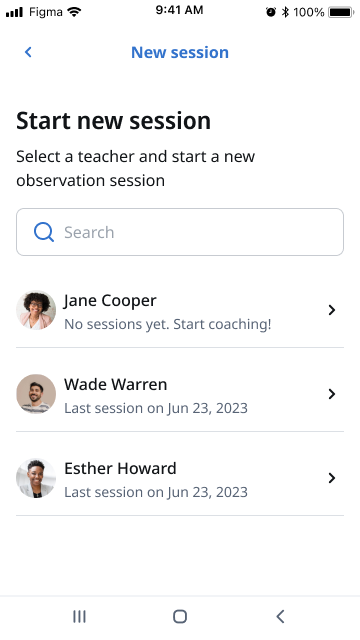 Figma 9:41 AM 100%
New session
Start new session
Select a teacher and start a new
observation session
Search
Jane Cooper
No sessions yet. Start coaching!
Wade Warren
Last session on Jun 23, 2023
Esther Howard
Last session on Jun 23, 2023